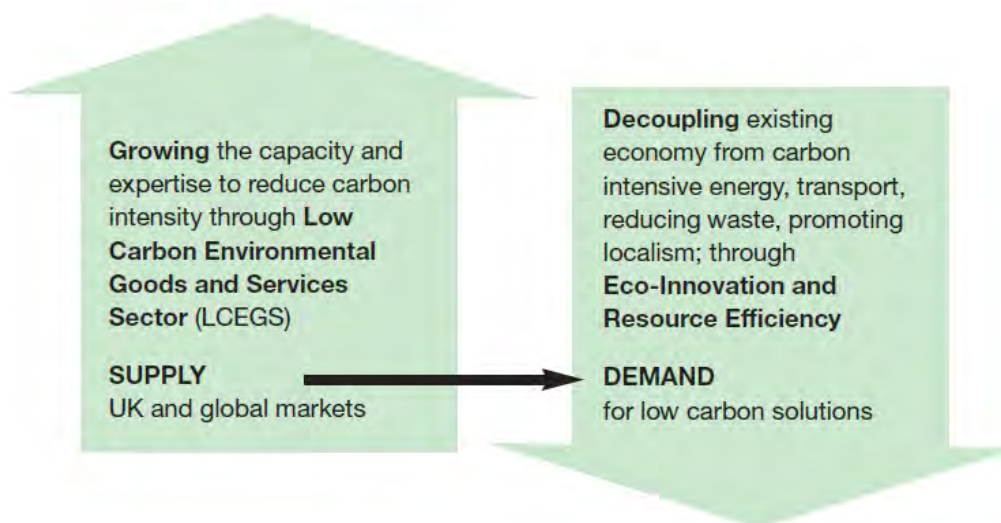 Growing the capacity and
expertise to reduce carbon
intensity through Low
Carbon Environmental
Goods and Services
Sector (LCEGS)
SUPPLY
UK and global markets
Decoupling existing
economy from carbon
intensive energy, transport,
reducing waste, promoting
localism; through
Eco-Innovation and
Resource Efficiency
DEMAND
for low carbon solutions